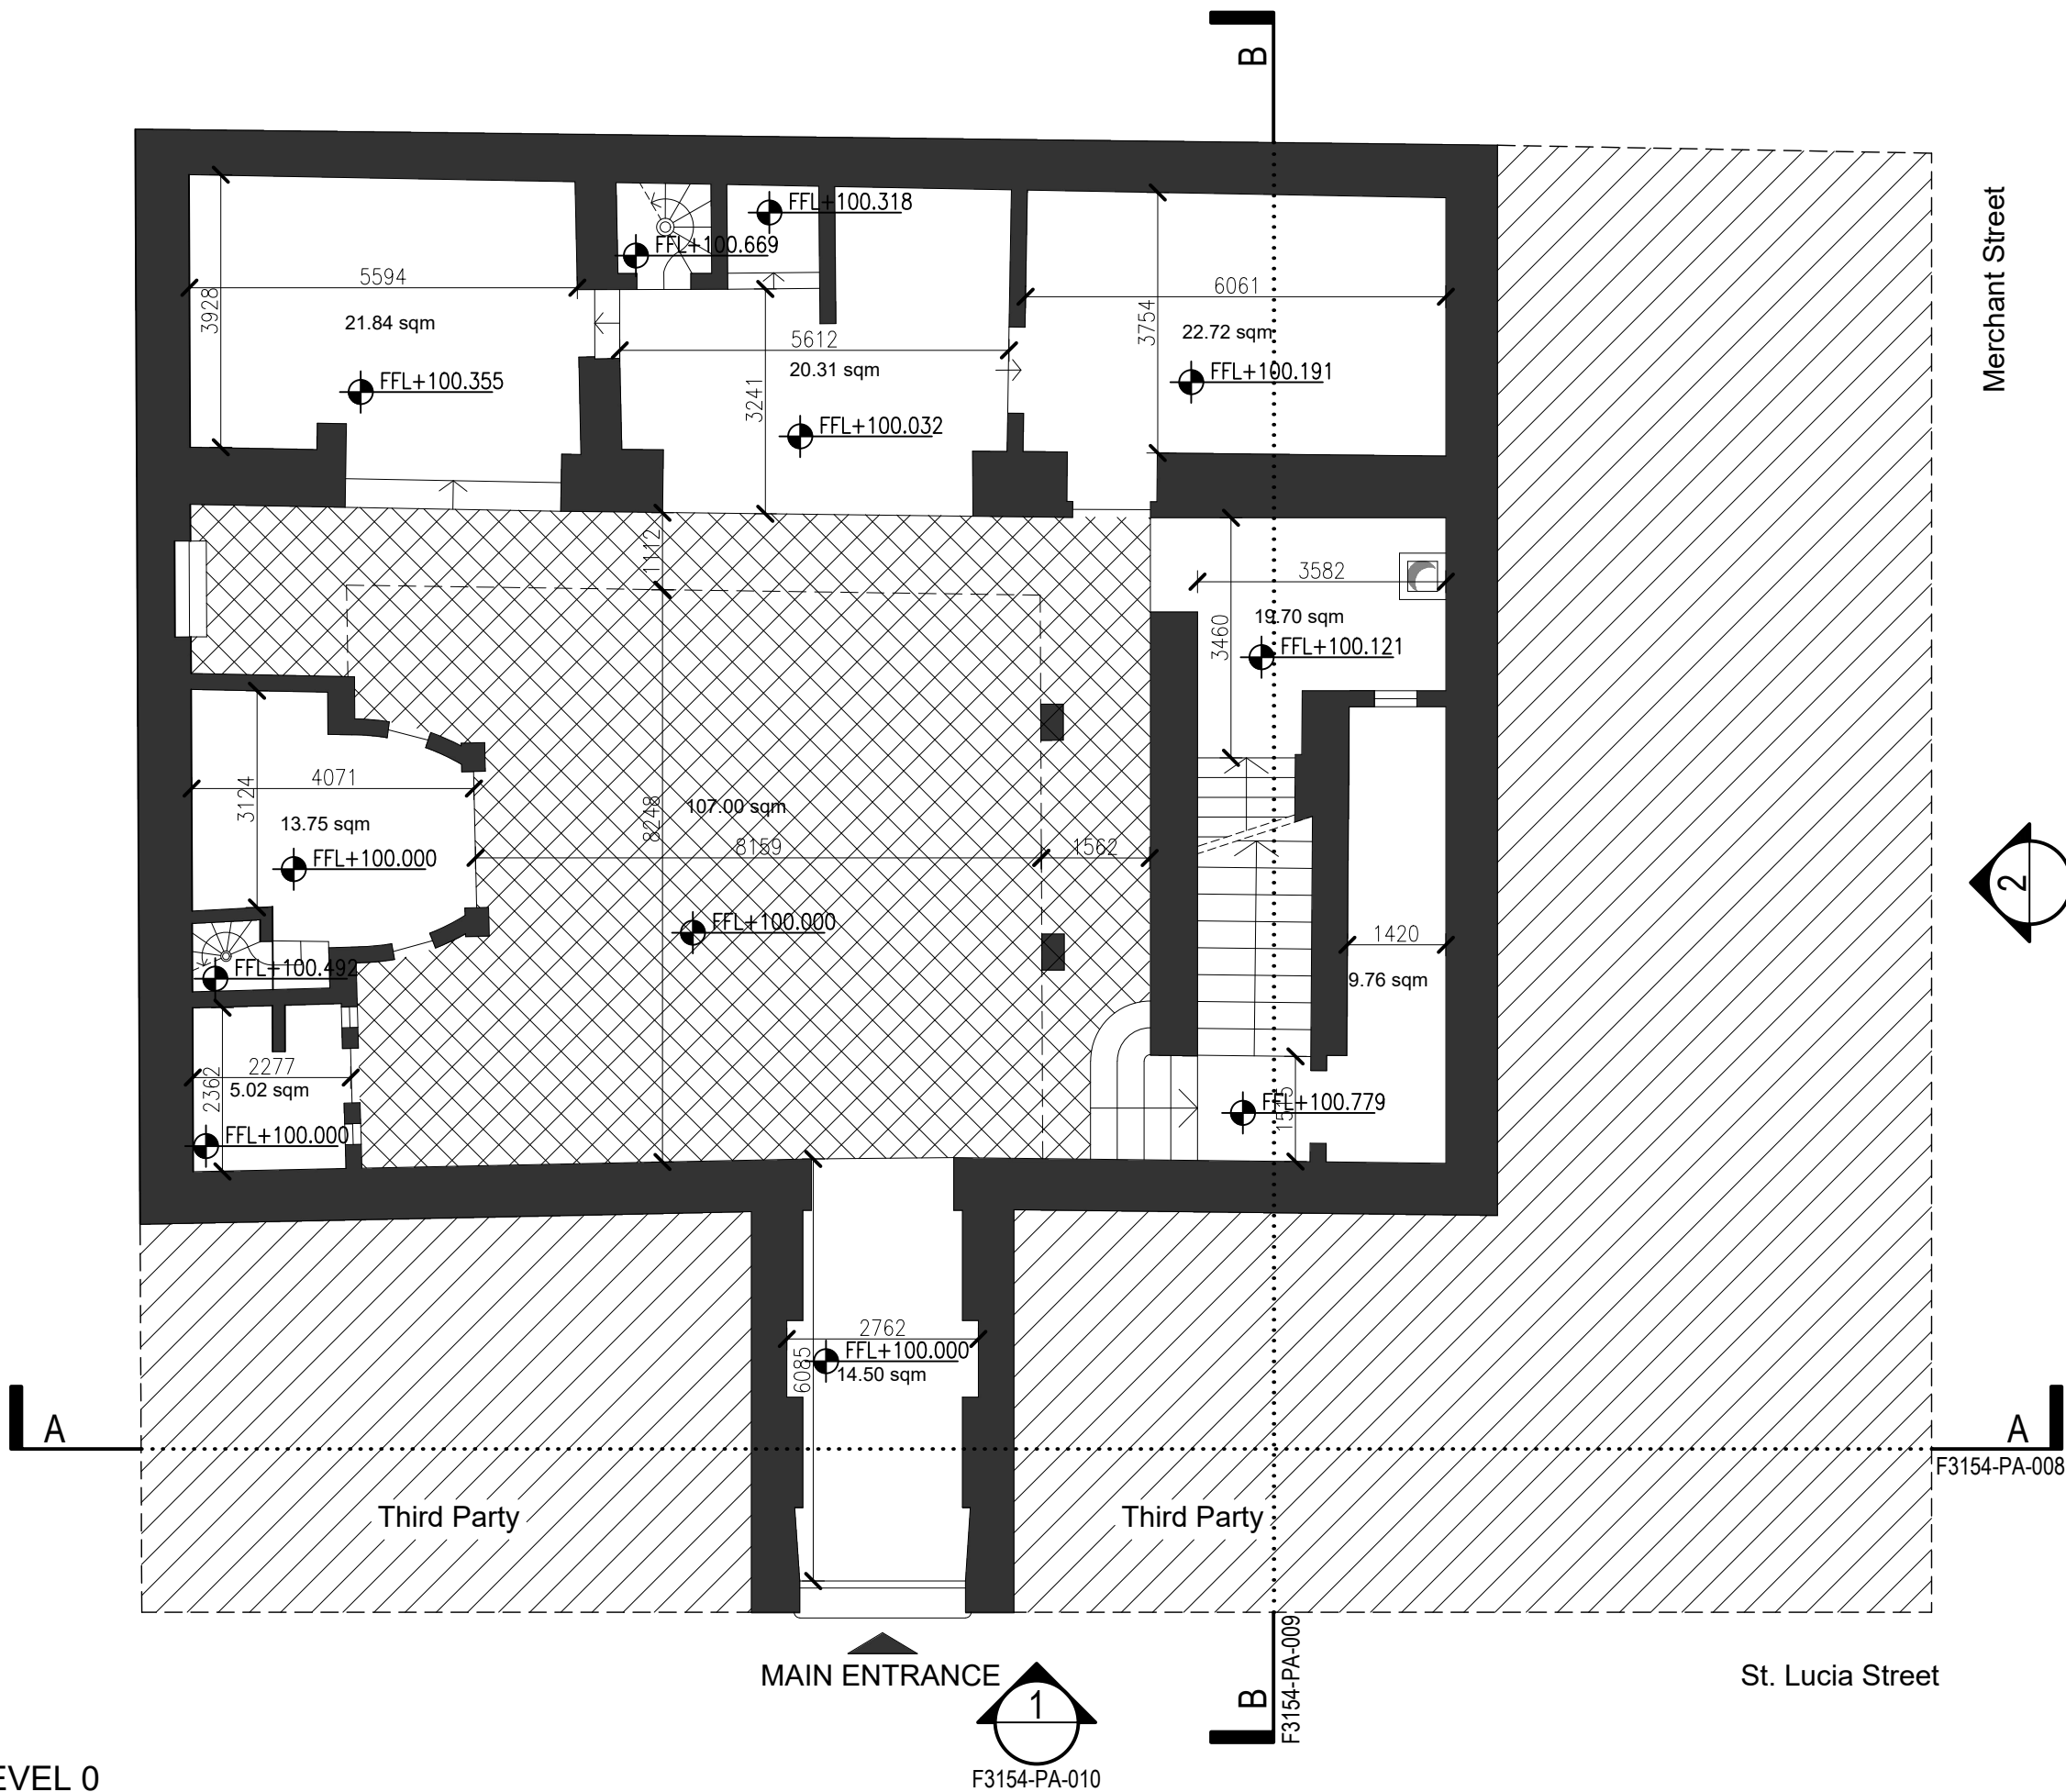 B
Merchant Street
FFL+100.318
FFL+100.669
5594
3928
21.84 sqm
FFL+100.355
5612
20.31 sqm
3241
FFL+100.032
6061
3754
22.72 sqm
FFL+100.191
1112
3582
3460
19.70 sqm
FFL+100.121
4071
3124
13.75 sqm
FFL+100.000
8248
107.00 sqm
8159
1562
FFL+100.000
2
FFL+100.492
1420
9.76 sqm
2277
2362
5.02 sqm
FFL+100.000
FFL+100.779
2762
FFL+100.000
6085
14.50 sqm
A
A
F3154-PA-008
Third Party
Third Party
MAIN ENTRANCE
1
F3154-PA-010
B
F3154-PA-009
St. Lucia Street
EVEL 0